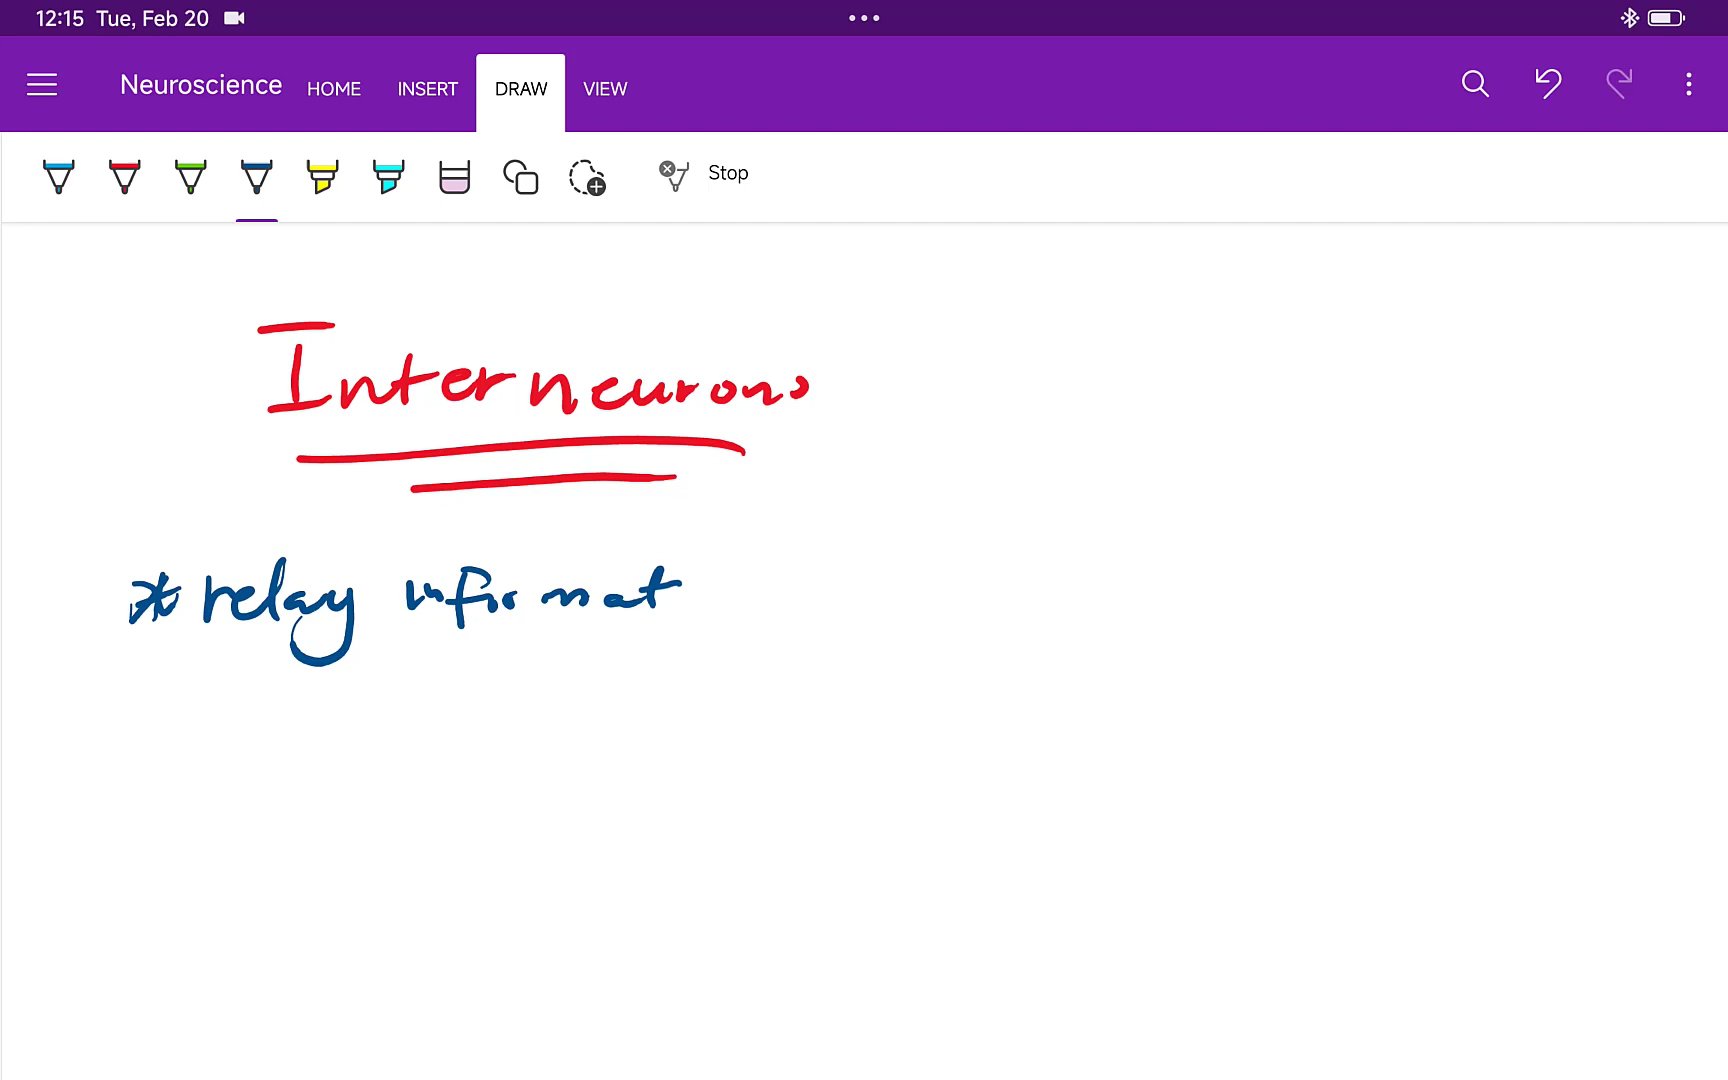 12:15 Tue, Feb 20
Neuroscience HOME INSERT DRAW VIEW
Stop
Interneurons
* relay informat